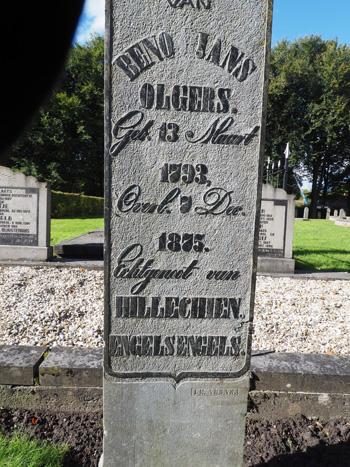 VAN
BENO JANS
OLGERS.
Geb. 13 Maart
1793,
Overl. 7 Dec.
1875.
Echtgenoot van
HILLECHIEN.
ENGELS ENGELS.